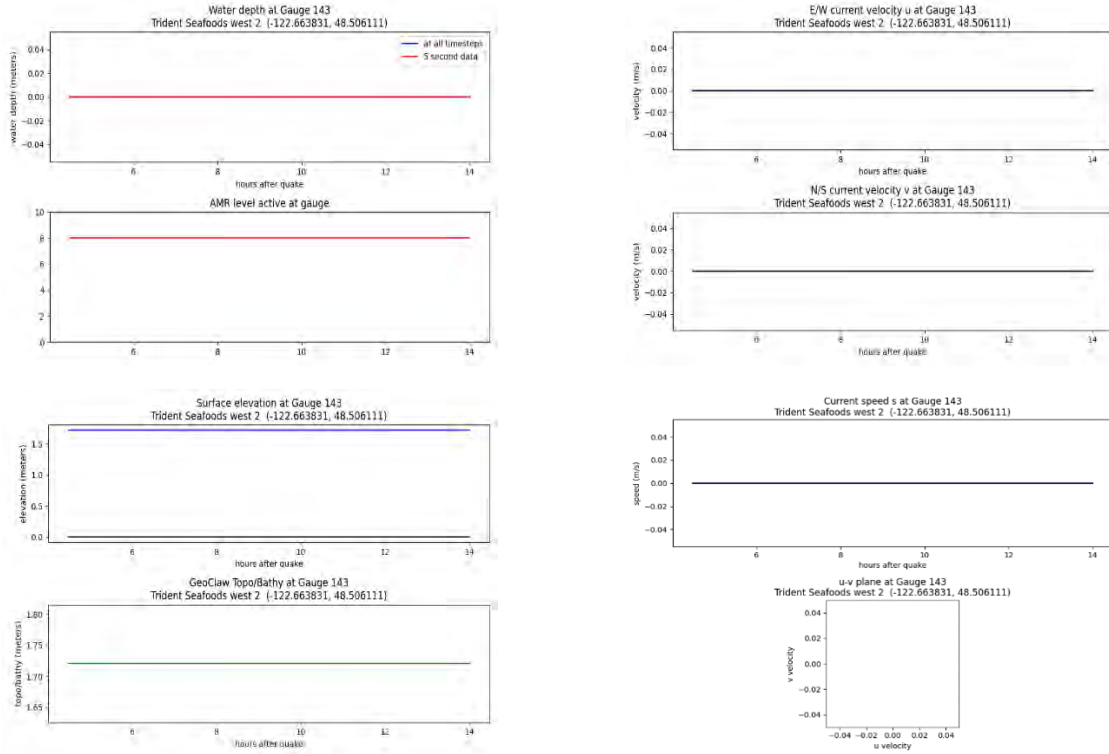 Water depth at Gauge 143
Trident Seafoods west 2 (-122.663831, 48.506111)
0.04
0.02
0.00
−0.02
−0.04
water depth (meters)
at all timesteps
5 second data
6
8
10
12
14
hours after quake
AMR level active at gauge
10
8
6
4
2
0
6
8
10
12
14
hours after quake
E/W current velocity u at Gauge 143
Trident Seafoods west 2 (-122.663831, 48.506111)
0.04
0.02
0.00
−0.02
−0.04
velocity (m/s)
6
8
10
12
14
hours after quake
N/S current velocity v at Gauge 143
Trident Seafoods west 2 (-122.663831, 48.506111)
0.04
0.02
0.00
−0.02
−0.04
velocity (m/s)
6
8
10
12
14
hours after quake
Surface elevation at Gauge 143
Trident Seafoods west 2 (-122.663831, 48.506111)
1.5
1.0
0.5
0.0
elevation (meters)
6
8
10
12
14
hours after quake
GeoClaw Topo/Bathy at Gauge 143
Trident Seafoods west 2 (-122.663831, 48.506111)
1.80
1.75
1.70
1.65
topo/bathy (meters)
6
8
10
12
14
hours after quake
Current speed s at Gauge 143
Trident Seafoods west 2 (-122.663831, 48.506111)
0.04
0.02
0.00
−0.02
−0.04
speed (m/s)
6
8
10
12
14
hours after quake
u-v plane at Gauge 143
Trident Seafoods west 2 (-122.663831, 48.506111)
0.04
0.02
0.00
−0.02
−0.04
v velocity
−0.04 −0.02 0.00 0.02 0.04
u velocity